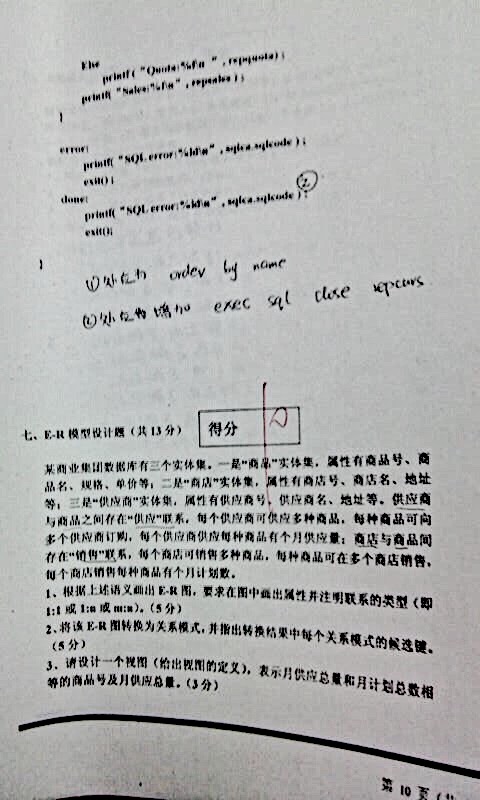 Else
printf( "Quota:%f\n " , repquota) ;
printf( "Sales:%f\n" , repsales ) ;
}
error:
printf( "SQL error:%ld\n" , sqlca.sqlcode ) ;
exit() ;
done:
printf( "SQL error:%ld\n" , sqlca.sqlcode ) ; ②
exit();
}
①处应为 order by name
②处应为增加 exec sql close repcurs
七、E-R 模型设计题(共 13 分) 得分
某商业集团数据库有三个实体集。一是“商品”实体集,属性有商品号、商
品名、规格、单价等;二是“商店”实体集,属性有商店号、商店名、地址
等;三是“供应商”实体集,属性有供应商号、供应商名、地址等。供应商
与商品之间存在“供应”联系,每个供应商可供应多种商品,每种商品可向
多个供应商订购,每个供应商供应每种商品有个月供应量;商店与商品间
存在“销售”联系,每个商店可销售多种商品,每种商品可在多个商店销售,
每个商店销售每种商品有个月计划数。
1、根据上述语义画出 E-R 图,要求在图中画出属性并注明联系的类型(即
1:1 或 1:n 或 m:n)。(5 分)
2、将该 E-R 图转换为关系模式,并指出转换结果中每个关系模式的候选键。
(5 分)
3、请设计一个视图(给出视图的定义),表示月供应总量和月计划总数相
等的商品号及月供应总量。(3 分)
第 10 页 (共